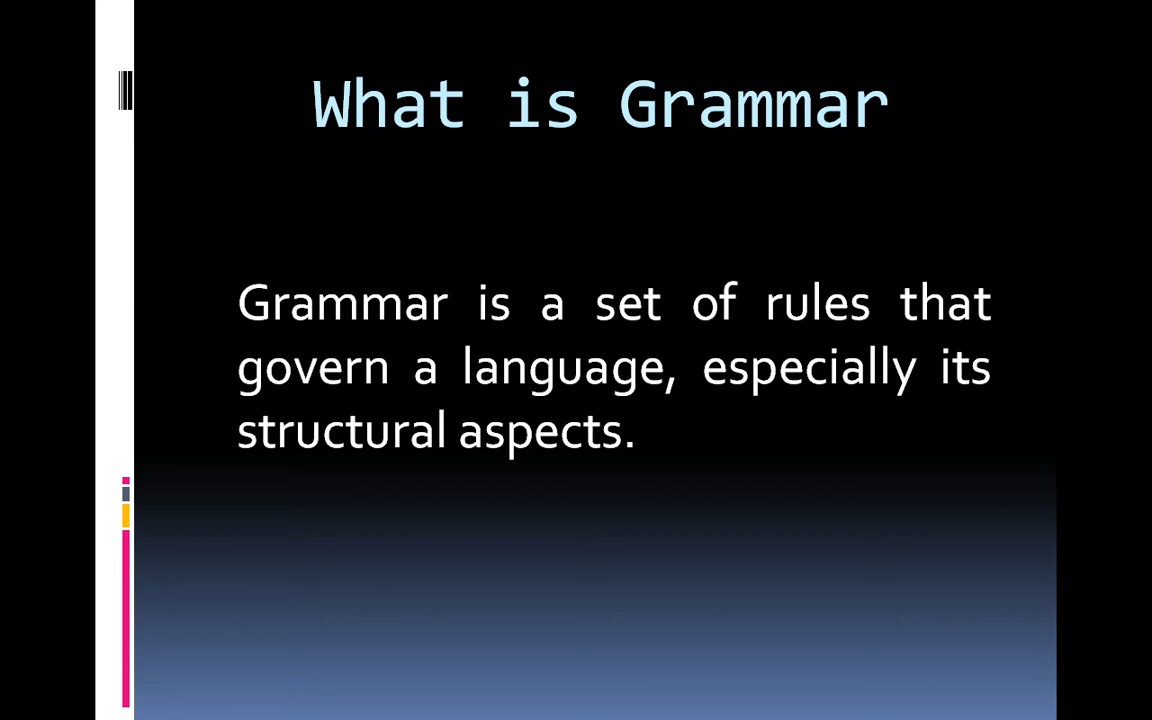 What is Grammar
Grammar is a set of rules that
govern a language, especially its
structural aspects.